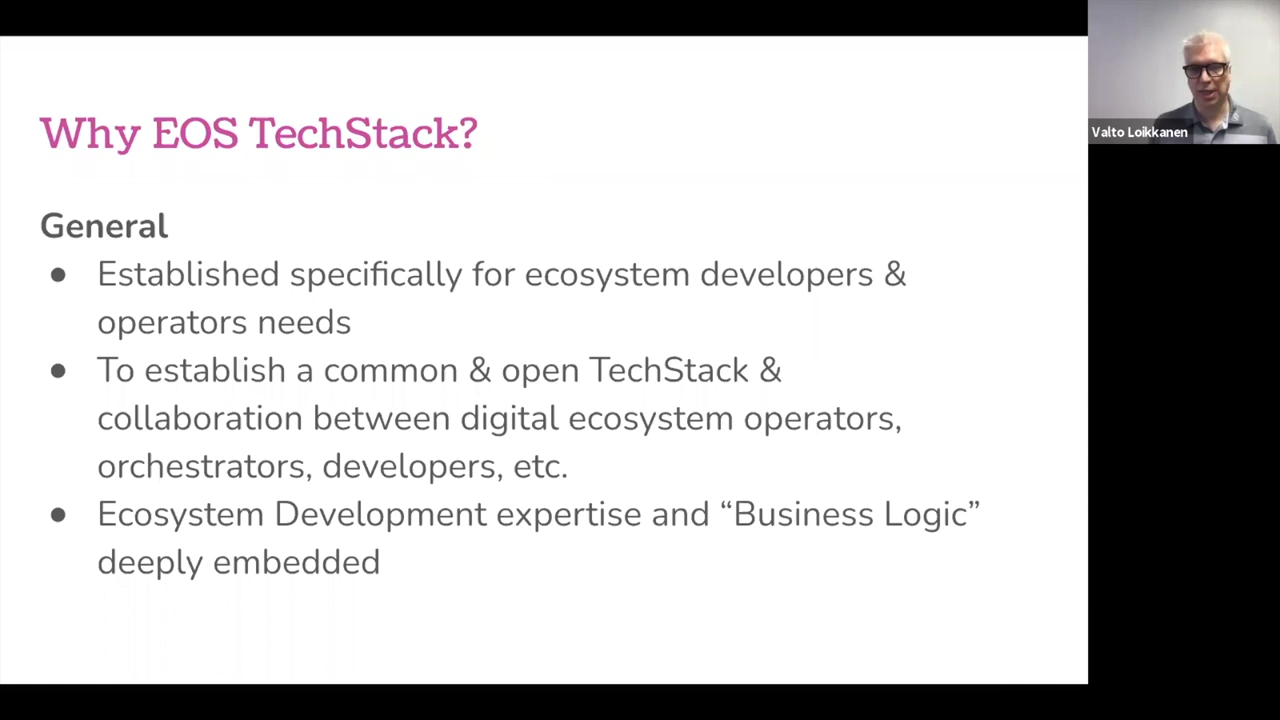 Why EOS TechStack?
General
● Established specifically for ecosystem developers &
operators needs
● To establish a common & open TechStack &
collaboration between digital ecosystem operators,
orchestrators, developers, etc.
● Ecosystem Development expertise and “Business Logic”
deeply embedded
Valto Loikkanen